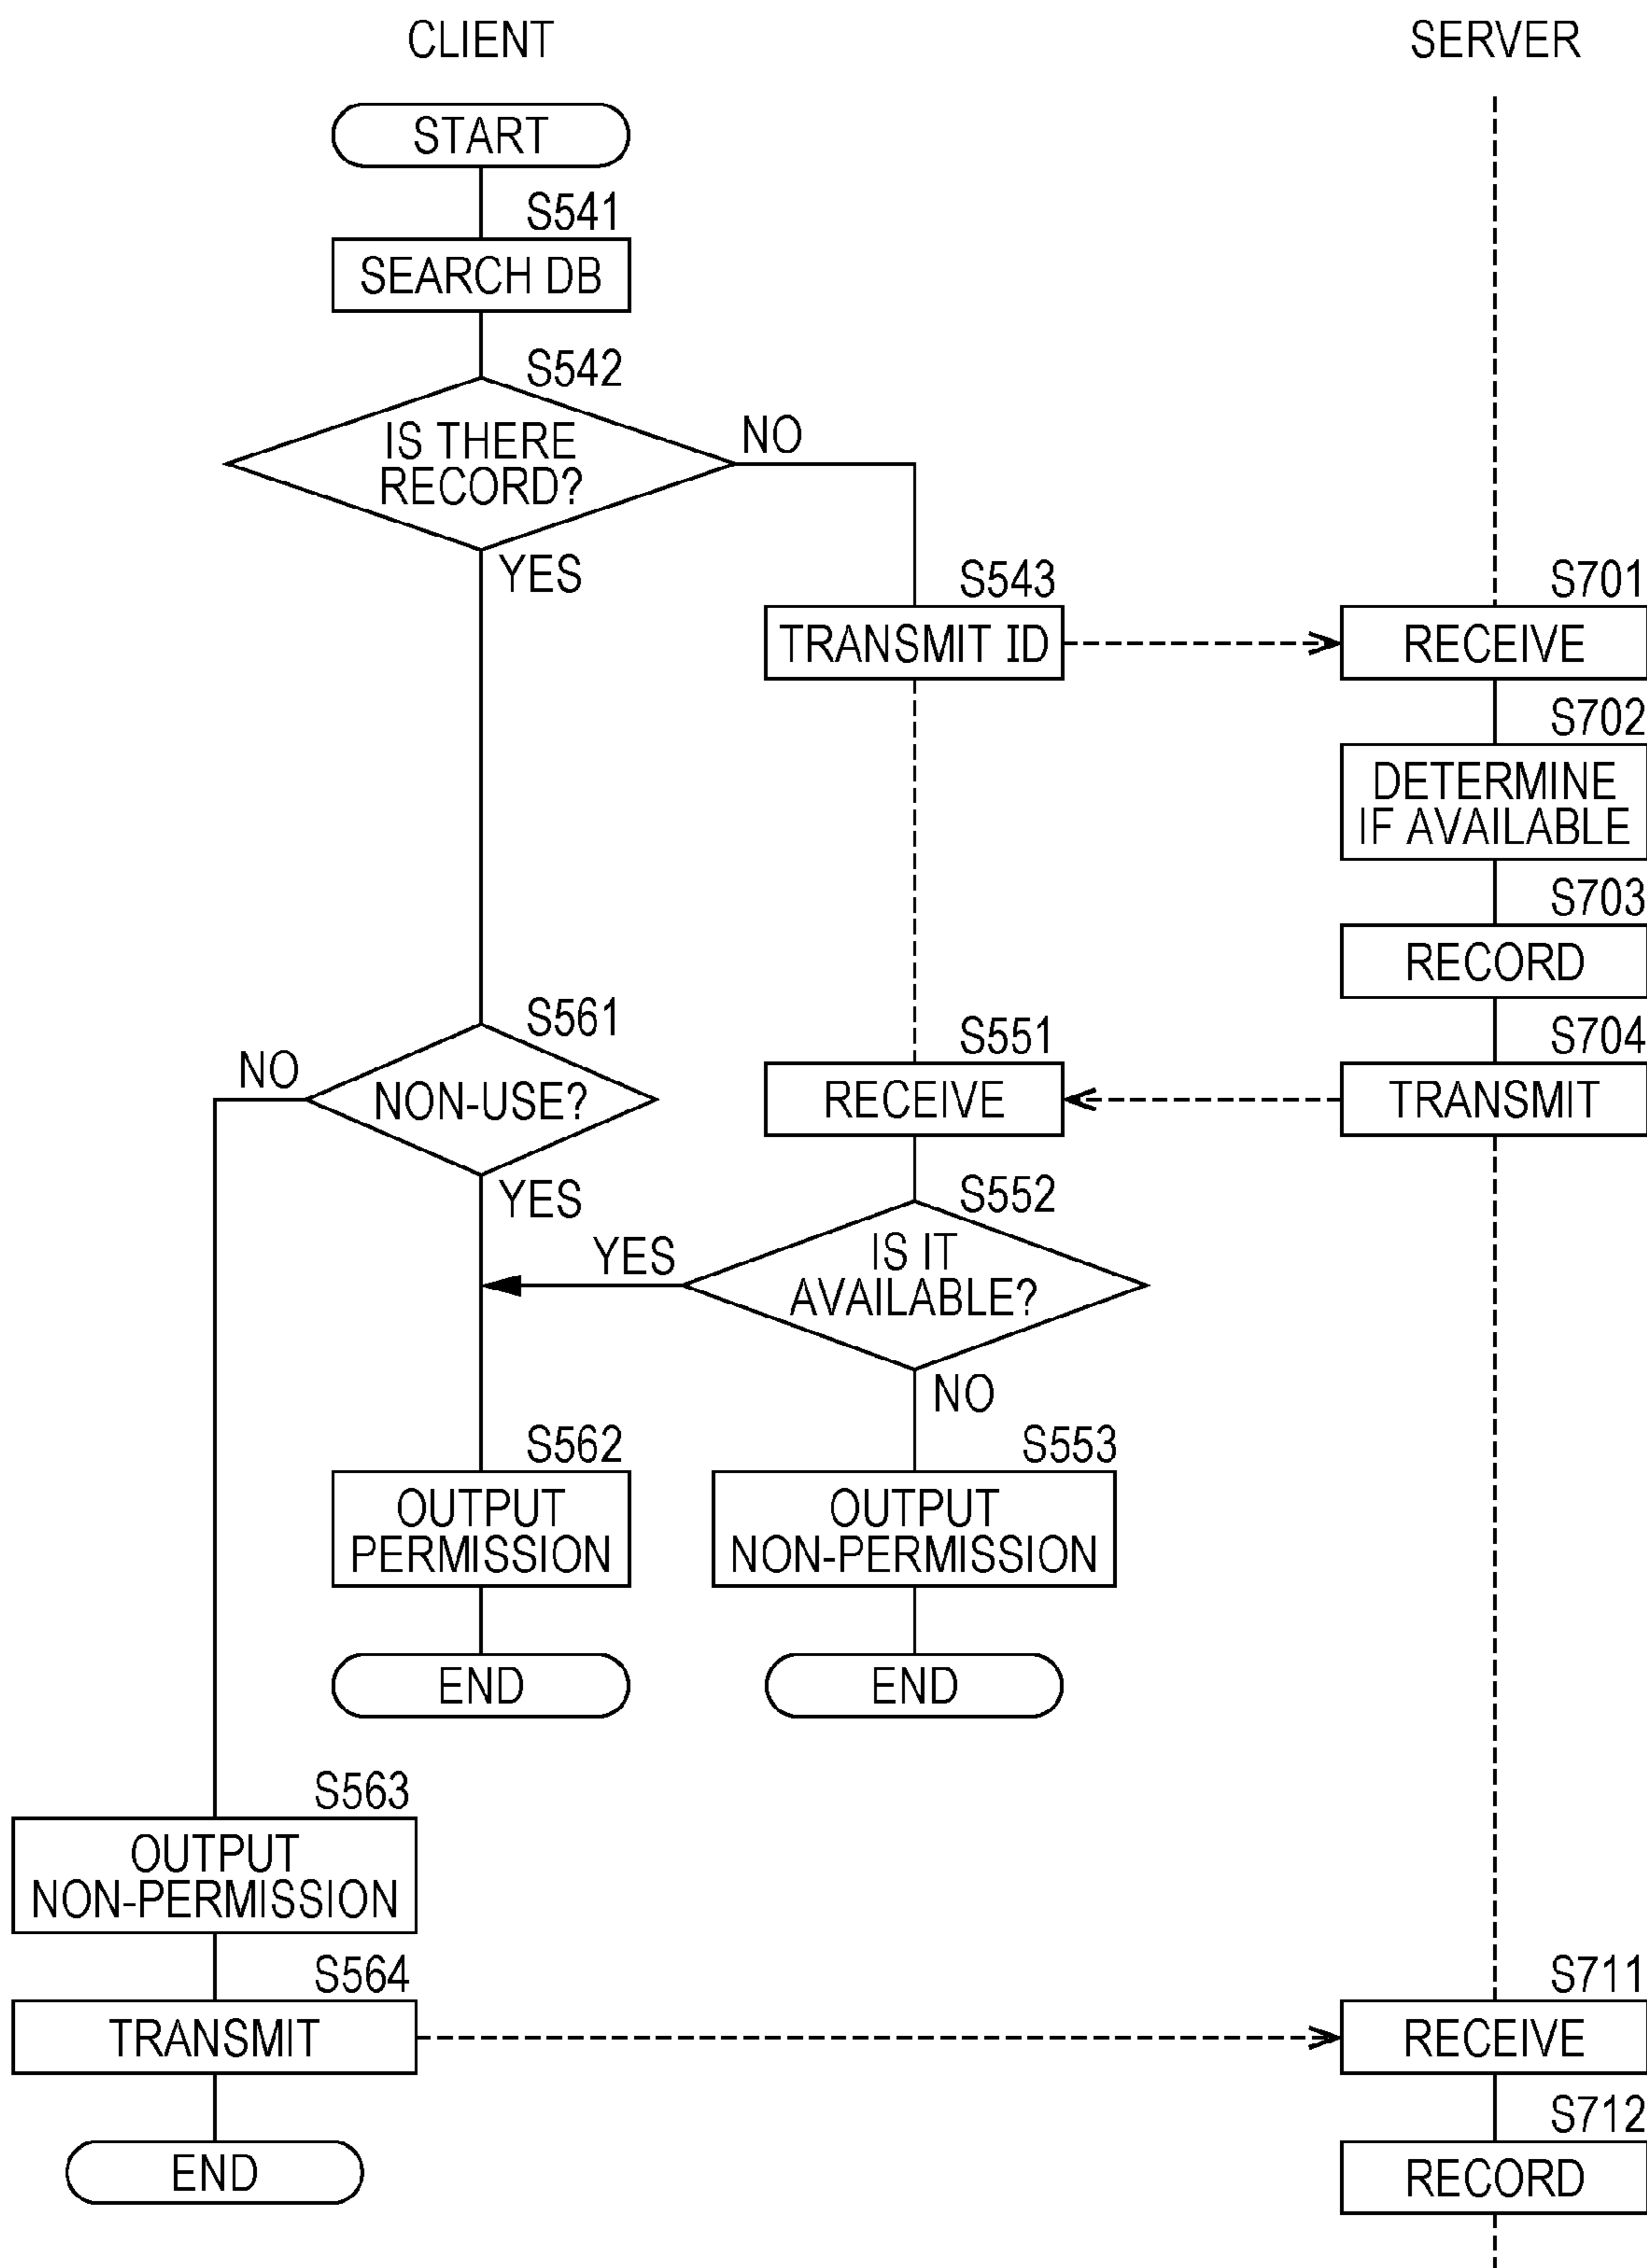 CLIENT
SERVER
START
S541
SEARCH DB
S542
IS THERE
RECORD?
NO
YES
S543
TRANSMIT ID
S701
RECEIVE
S702
DETERMINE
IF AVAILABLE
S703
RECORD
S704
TRANSMIT
S551
RECEIVE
S561
NON-USE?
NO
YES
S552
IS IT
AVAILABLE?
YES
NO
S562
OUTPUT
PERMISSION
END
S553
OUTPUT
NON-PERMISSION
END
S563
OUTPUT
NON-PERMISSION
S564
TRANSMIT
END
S711
RECEIVE
S712
RECORD